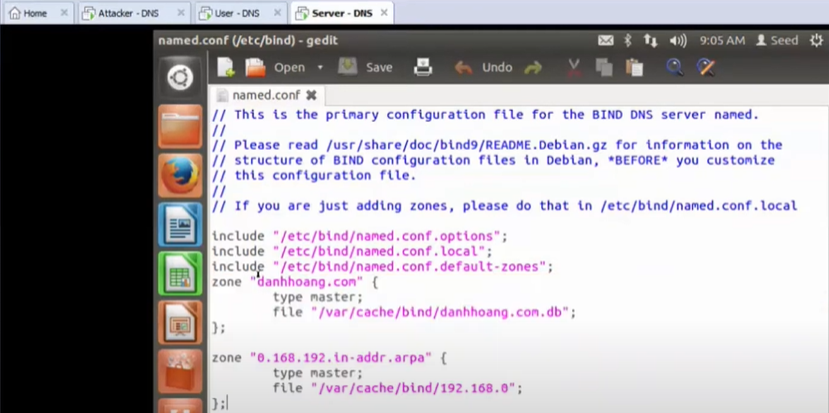 Home Attacker - DNS User - DNS Server - DNS
named.conf (/etc/bind) - gedit 9:05 AM Seed
Open Save Undo
named.conf
// This is the primary configuration file for the BIND DNS server named.
//
// Please read /usr/share/doc/bind9/README.Debian.gz for information on the
// structure of BIND configuration files in Debian, *BEFORE* you customize
// this configuration file.
//
// If you are just adding zones, please do that in /etc/bind/named.conf.local
include "/etc/bind/named.conf.options";
include "/etc/bind/named.conf.local";
include "/etc/bind/named.conf.default-zones";
zone "danhhoang.com" {
type master;
file "/var/cache/bind/danhhoang.com.db";
};
zone "0.168.192.in-addr.arpa" {
type master;
file "/var/cache/bind/192.168.0";
};